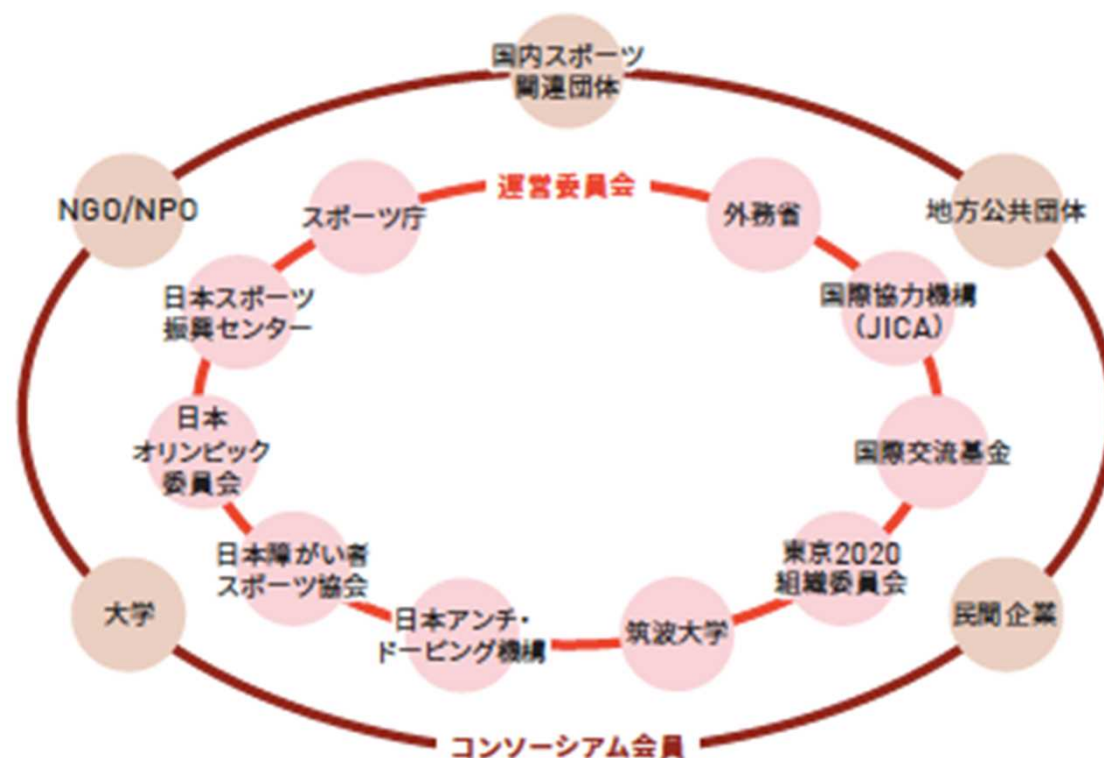 国内スポーツ
関連団体
NGO/NPO
スポーツ庁
運営委員会
外務省
地方公共団体
日本スポーツ
振興センター
国際協力機構
(JICA)
日本
オリンピック
委員会
国際交流基金
日本障がい者
スポーツ協会
東京2020
組織委員会
大学
日本アンチ・
ドーピング機構
筑波大学
民間企業
コンソーシアム会員